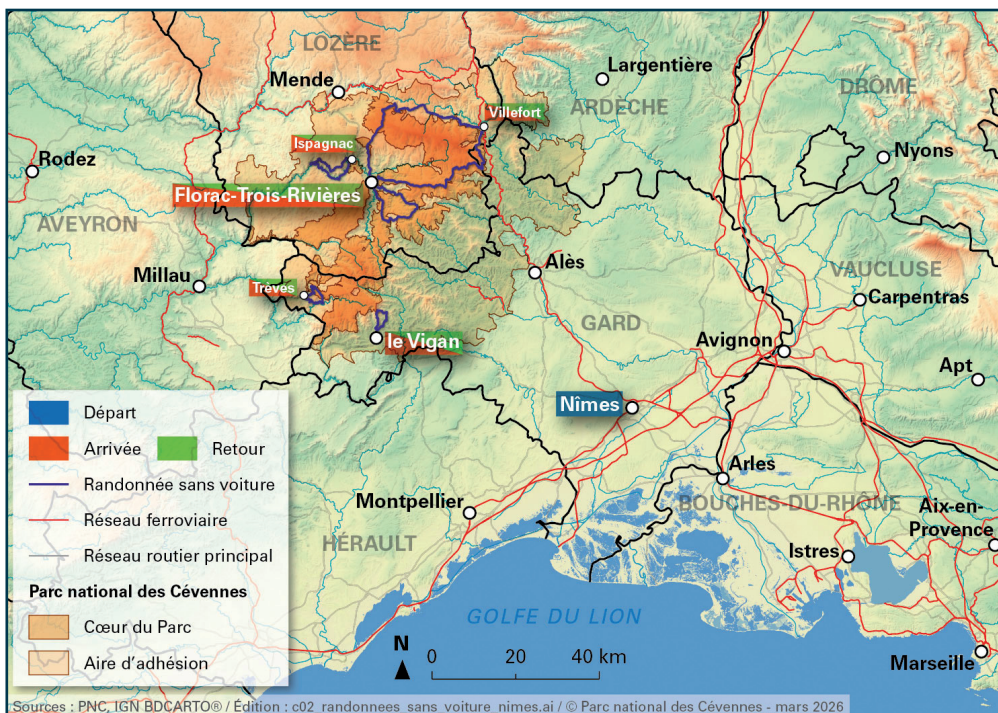 LOZÈRE
Mende
Largentière
ARDÈCHE
DRÔME
Villefort
Ispagnac
Rodez
Nyons
Florac-Trois-Rivières
AVEYRON
Millau
Trèves
Alès
VAUCLUSE
Carpentras
GARD
le Vigan
Avignon
Apt
Nîmes
Départ
Arrivée
Retour
Randonnée sans voiture
Réseau ferroviaire
Réseau routier principal
Parc national des Cévennes
Cœur du Parc
Aire d’adhésion
Arles
Montpellier
BOUCHES-DU-RHÔNE
Aix-en-
Provence
HÉRAULT
Istres
GOLFE DU LION
N
0 20 40 km
Marseille
Sources : PNC, IGN BDCARTO® / Édition : c02_randonnees_sans_voiture_nimes.ai / © Parc national des Cévennes - mars 2026